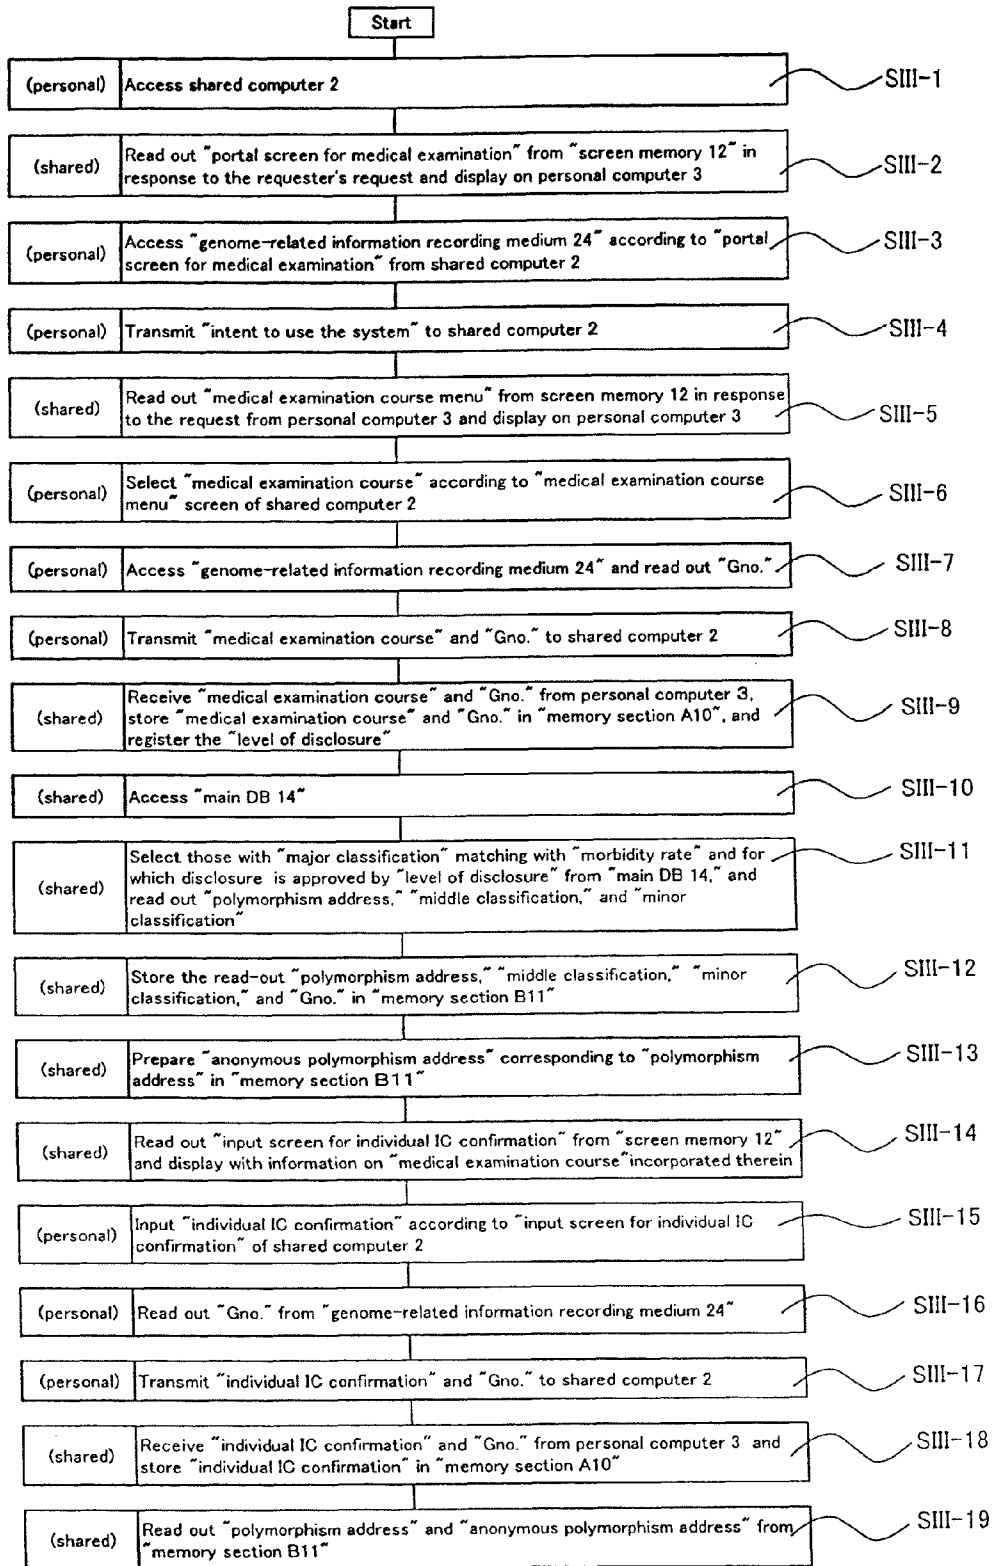 Start
(personal) Access shared computer 2 SIII-1
(shared) Read out "portal screen for medical examination" from "screen memory 12" in
response to the requester's request and display on personal computer 3 SIII-2
(personal) Access "genome-related information recording medium 24" according to "portal
screen for medical examination" from shared computer 2 SIII-3
(personal) Transmit "intent to use the system" to shared computer 2 SIII-4
(shared) Read out "medical examination course menu" from screen memory 12 in response
to the request from personal computer 3 and display on personal computer 3 SIII-5
(personal) Select "medical examination course" according to "medical examination course
menu" screen of shared computer 2 SIII-6
(personal) Access "genome-related information recording medium 24" and read out "Gno." SIII-7
(personal) Transmit "medical examination course" and "Gno." to shared computer 2 SIII-8
(shared) Receive "medical examination course" and "Gno." from personal computer 3,
store "medical examination course" and "Gno." in "memory section A10", and
register the "level of disclosure" SIII-9
(shared) Access "main DB 14" SIII-10
(shared) Select those with "major classification" matching with "morbidity rate" and for
which disclosure is approved by "level of disclosure" from "main DB 14," and
read out "polymorphism address," "middle classification," and "minor
classification" SIII-11
(shared) Store the read-out "polymorphism address," "middle classification," "minor
classification," and "Gno." in "memory section B11" SIII-12
(shared) Prepare "anonymous polymorphism address" corresponding to "polymorphism
address" in "memory section B11" SIII-13
(shared) Read out "input screen for individual IC confirmation" from "screen memory 12"
and display with information on "medical examination course"incorporated therein SIII-14
(personal) Input "individual IC confirmation" according to "input screen for individual IC
confirmation" of shared computer 2 SIII-15
(personal) Read out "Gno." from "genome-related information recording medium 24" SIII-16
(personal) Transmit "individual IC confirmation" and "Gno." to shared computer 2 SIII-17
(shared) Receive "individual IC confirmation" and "Gno." from personal computer 3 and
store "individual IC confirmation" in "memory section A10" SIII-18
(shared) Read out "polymorphism address" and "anonymous polymorphism address" from
"memory section B11" SIII-19